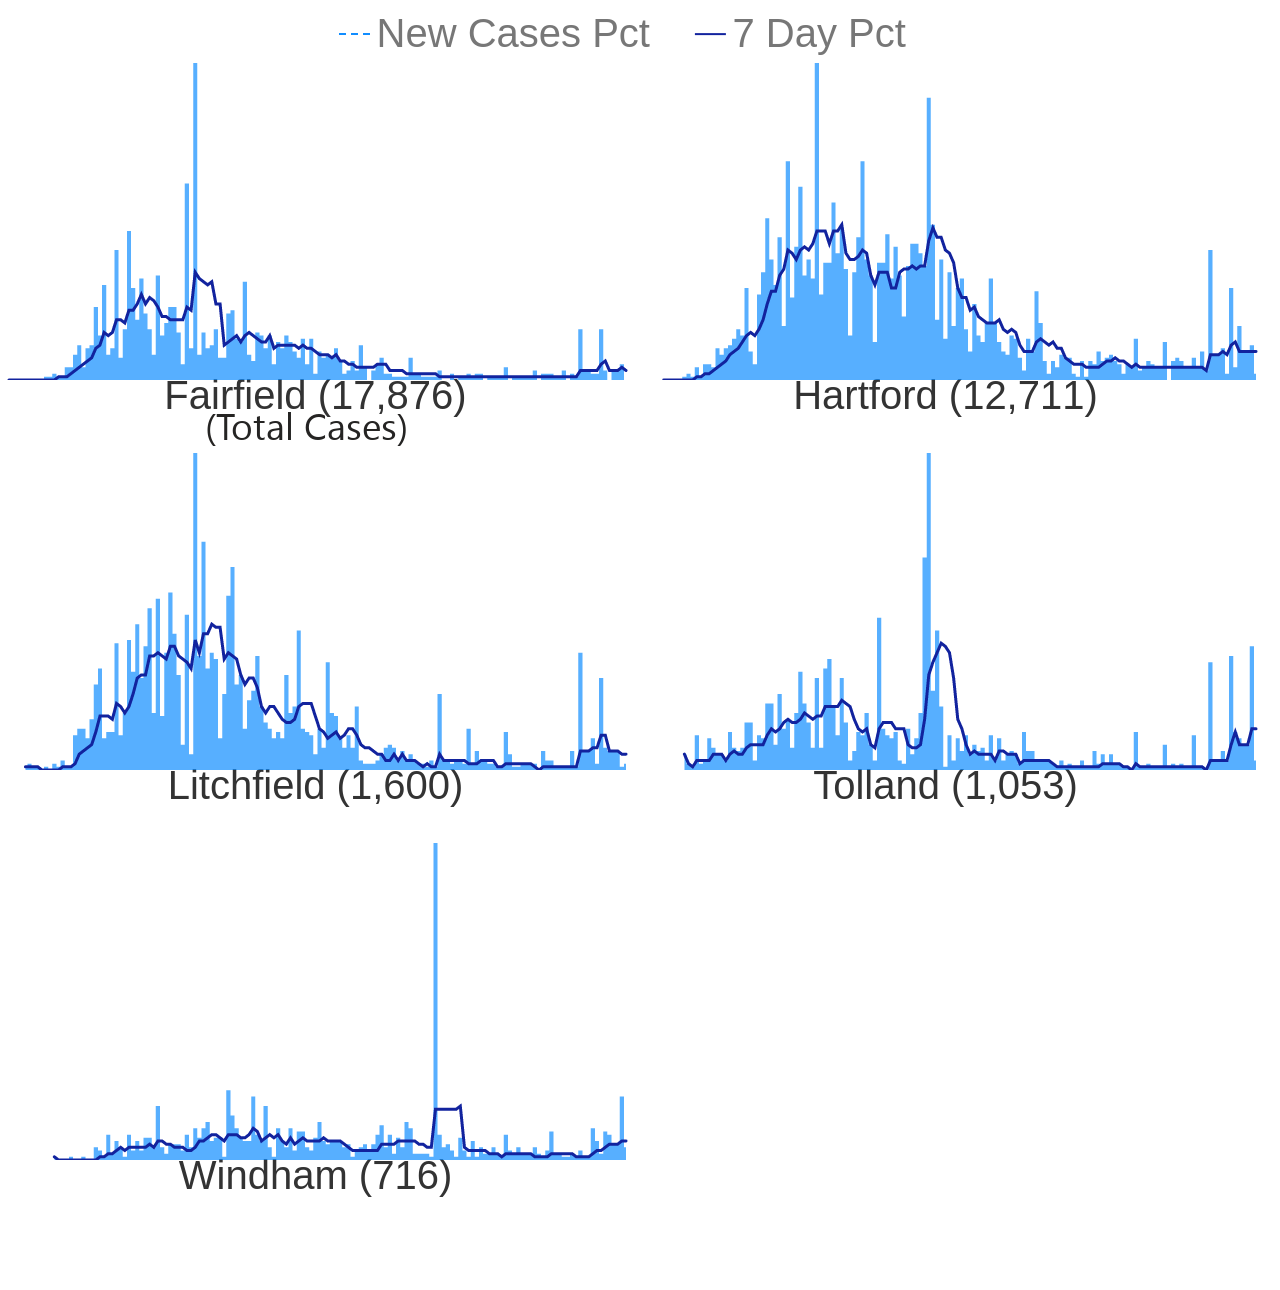 New Cases Pct 7 Day Pct
Fairfield (17,876) Hartford (12,711)
(Total Cases)
Litchfield (1,600) Tolland (1,053)
Windham (716)